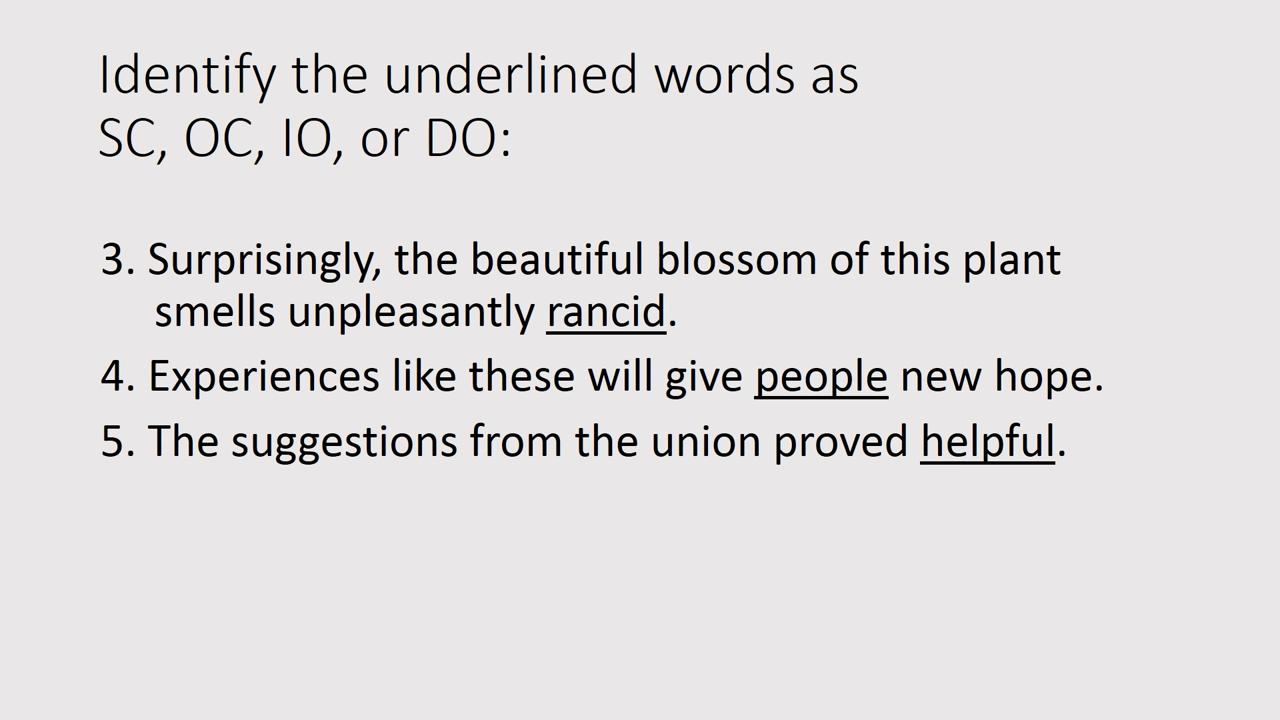 Identify the underlined words as
SC, OC, IO, or DO:
3. Surprisingly, the beautiful blossom of this plant
smells unpleasantly rancid.
4. Experiences like these will give people new hope.
5. The suggestions from the union proved helpful.